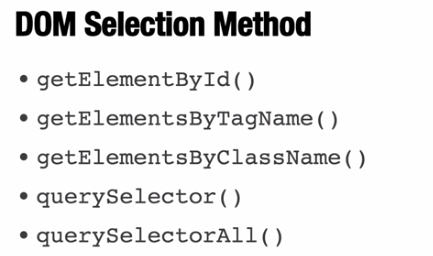 DOM Selection Method
• getElementById()
• getElementsByTagName()
• getElementsByClassName()
• querySelector()
• querySelectorAll()